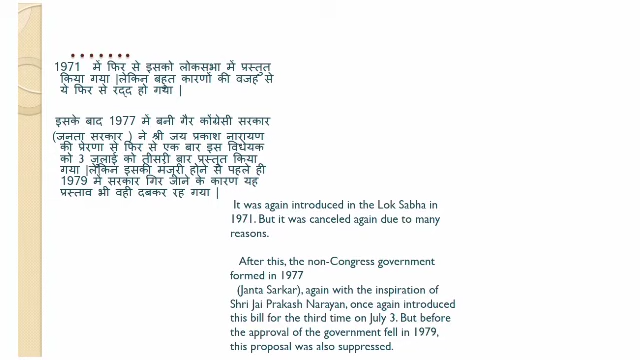 .......
1971 में फिर से इसको लोकसभा में प्रस्तुत
किया गया |लेकिन बहुत कारणों की वजह से
ये फिर से रद्द हो गया |
इसके बाद 1977 में बनी गैर कोंग्रेसी सरकार
(जनता सरकार ) ने श्री जय प्रकाश नारायण
की प्रेरणा से फिर से एक बार इस विधेयक
को 3 जुलाई को तीसरी बार प्रस्तुत किया
गया |लेकिन इसकी मंजूरी होने से पहले ही
1979 में सरकार गिर जाने के कारण यह
प्रस्ताव भी वही दबकर रह गया |
It was again introduced in the Lok Sabha in
1971. But it was canceled again due to many
reasons.
After this, the non-Congress government
formed in 1977
(Janta Sarkar), again with the inspiration of
Shri Jai Prakash Narayan, once again introduced
this bill for the third time on July 3. But before
the approval of the government fell in 1979,
this proposal was also suppressed.